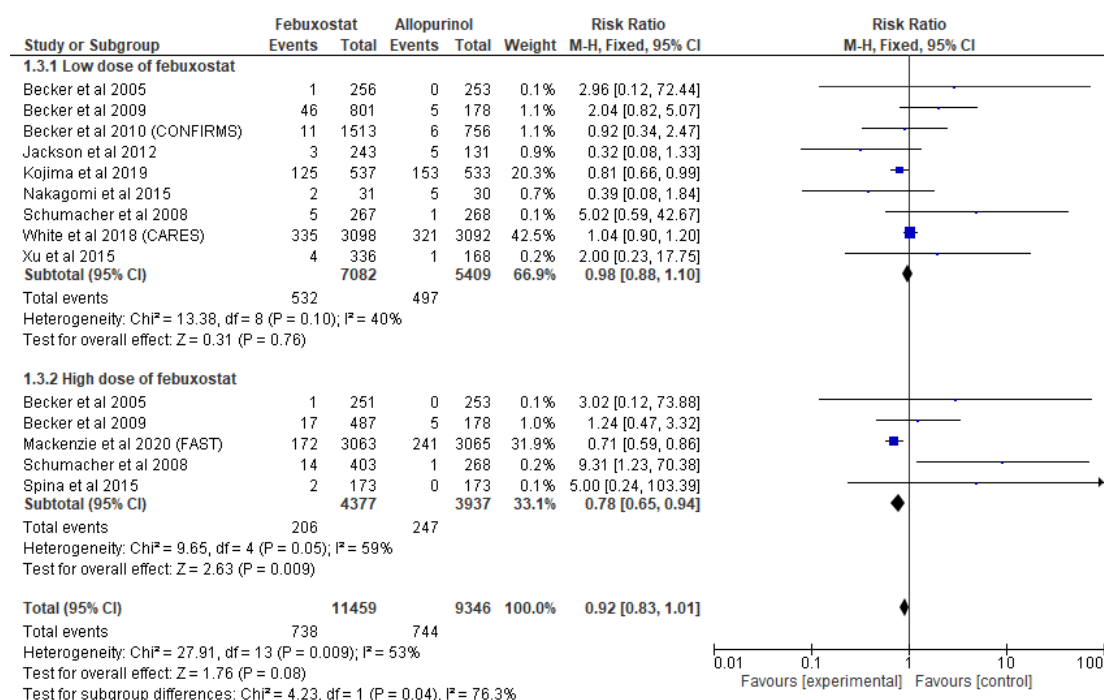 Febuxostat Allopurinol Risk Ratio Risk Ratio
Study or Subgroup Events Total Events Total Weight M-H, Fixed, 95% CI M-H, Fixed, 95% CI
1.3.1 Low dose of febuxostat
Becker et al 2005 1 256 0 253 0.1% 2.96 [0.12, 72.44]
Becker et al 2009 46 801 5 178 1.1% 2.04 [0.82, 5.07]
Becker et al 2010 (CONFIRMS) 11 1513 6 756 1.1% 0.92 [0.34, 2.47]
Jackson et al 2012 3 243 5 131 0.9% 0.32 [0.08, 1.33]
Kojima et al 2019 125 537 153 533 20.3% 0.81 [0.66, 0.99]
Nakagomi et al 2015 2 31 5 30 0.7% 0.39 [0.08, 1.84]
Schumacher et al 2008 5 267 1 268 0.1% 5.02 [0.59, 42.67]
White et al 2018 (CARES) 335 3098 321 3092 42.5% 1.04 [0.90, 1.20]
Xu et al 2015 4 336 1 168 0.2% 2.00 [0.23, 17.75]
Subtotal (95% CI) 7082 5409 66.9% 0.98 [0.88, 1.10]
Total events 532 497
Heterogeneity: Chi² = 13.38, df = 8 (P = 0.10); I² = 40%
Test for overall effect: Z = 0.31 (P = 0.76)
1.3.2 High dose of febuxostat
Becker et al 2005 1 251 0 253 0.1% 3.02 [0.12, 73.88]
Becker et al 2009 17 487 5 178 1.0% 1.24 [0.47, 3.32]
Mackenzie et al 2020 (FAST) 172 3063 241 3065 31.9% 0.71 [0.59, 0.86]
Schumacher et al 2008 14 403 1 268 0.2% 9.31 [1.23, 70.38]
Spina et al 2015 2 173 0 173 0.1% 5.00 [0.24, 103.39]
Subtotal (95% CI) 4377 3937 33.1% 0.78 [0.65, 0.94]
Total events 206 247
Heterogeneity: Chi² = 9.65, df = 4 (P = 0.05); I² = 59%
Test for overall effect: Z = 2.63 (P = 0.009)
Total (95% CI) 11459 9346 100.0% 0.92 [0.83, 1.01]
Total events 738 744
Heterogeneity: Chi² = 27.91, df = 13 (P = 0.009); I² = 53%
Test for overall effect: Z = 1.76 (P = 0.08)
Test for subgroup differences: Chi² = 4.23, df = 1 (P = 0.04), I² = 76.3%
0.01 0.1 1 10 100
Favours [experimental] Favours [control]